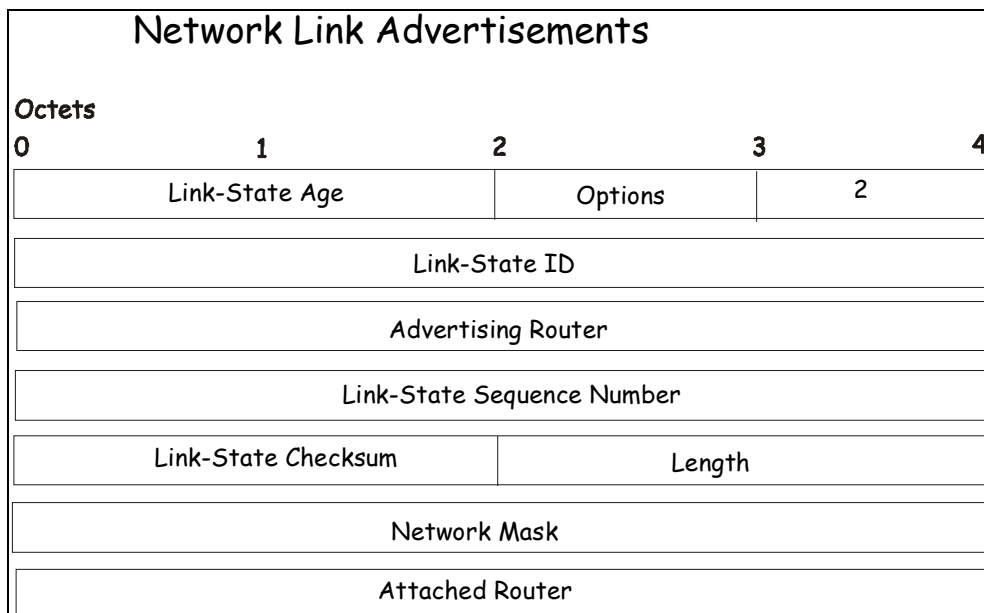 Network Link Advertisements
Octets
0 1 2 3 4
Link-State Age Options 2
Link-State ID
Advertising Router
Link-State Sequence Number
Link-State Checksum Length
Network Mask
Attached Router